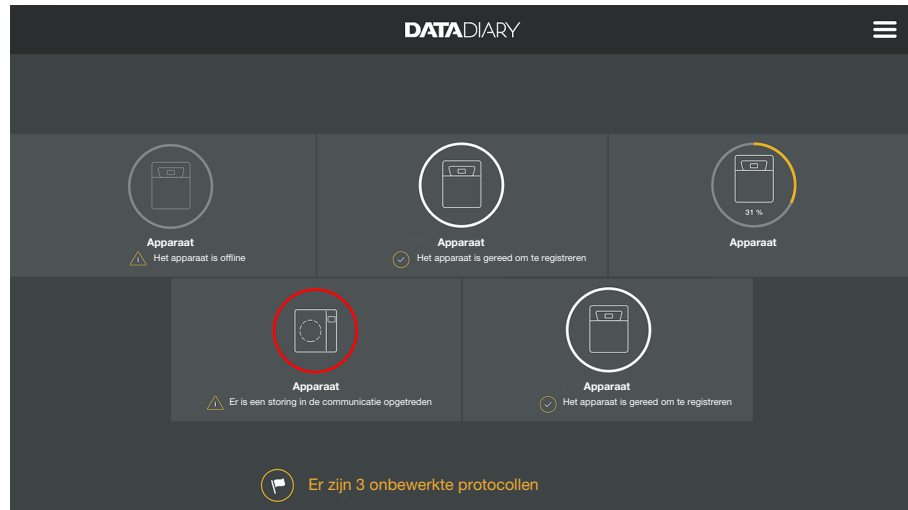 DATADIARY
31 %
Apparaat
Het apparaat is offline
Apparaat
Het apparaat is gereed om te registreren
Apparaat
Apparaat
Er is een storing in de communicatie opgetreden
Apparaat
Het apparaat is gereed om te registreren
Er zijn 3 onbewerkte protocollen